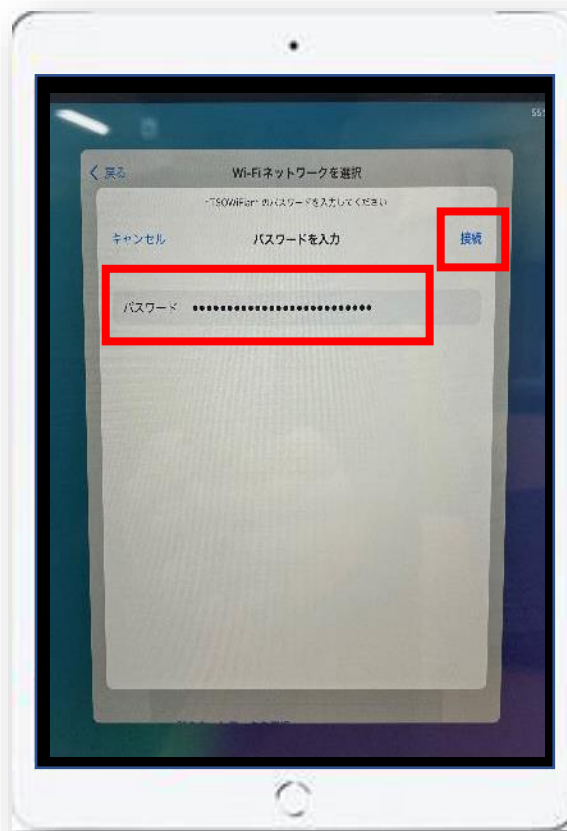 戻る Wi-Fiネットワークを選択
のパスワードを入力してください
キャンセル パスワードを入力 接続
パスワード ••••••••••••••••••••••••••